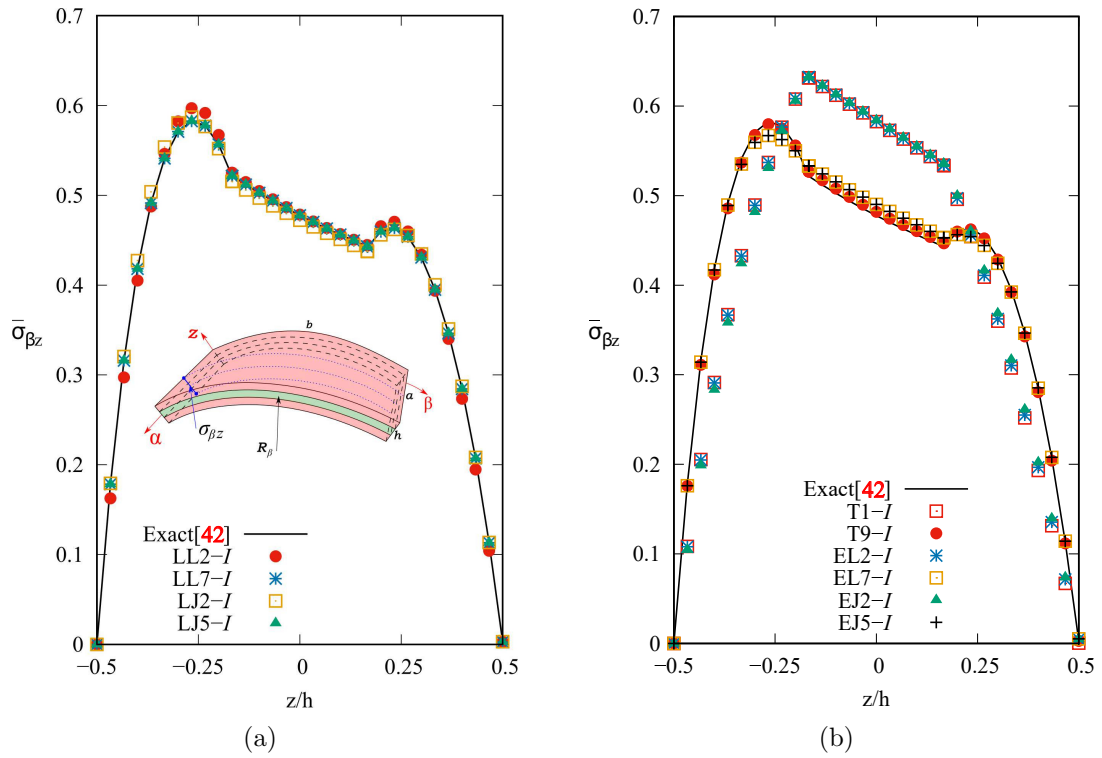 0.7
0.6
0.5
0.4
0.3
0.2
0.1
0
−0.5
−0.25
0
0.25
0.5
z/h
σ̅βz
z
b
a
β
h
α
σβz
Rβ
Exact[42]
LL2−I
LL7−I
LJ2−I
LJ5−I
(a)
0.7
0.6
0.5
0.4
0.3
0.2
0.1
0
−0.5
−0.25
0
0.25
0.5
z/h
σ̅βz
Exact[42]
T1−I
T9−I
EL2−I
EL7−I
EJ2−I
EJ5−I
(b)